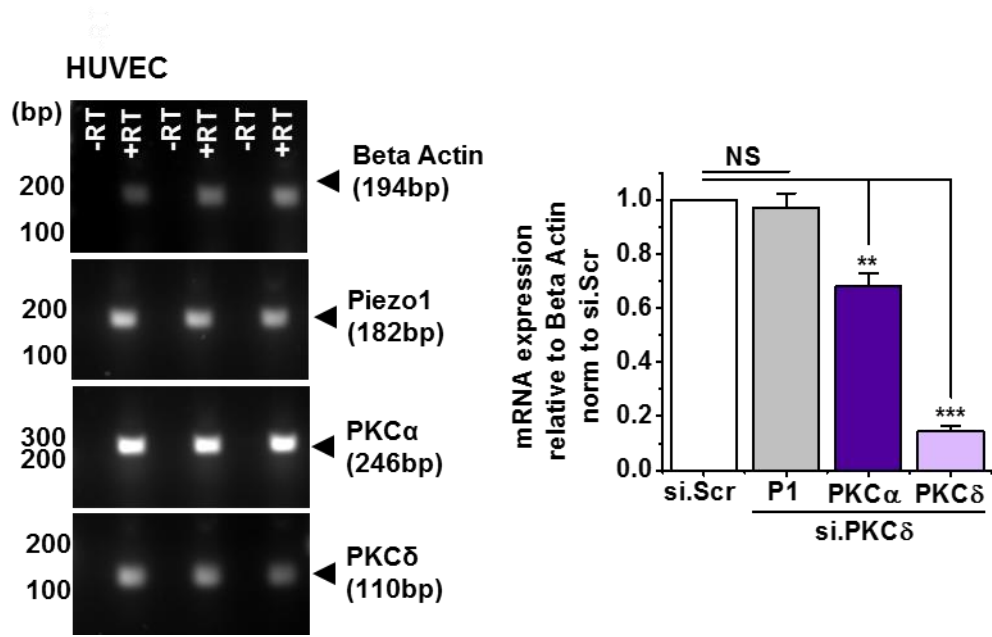 HUVEC
(bp)
-RT +RT -RT +RT -RT +RT
200
100
Beta Actin
(194bp)
200
100
Piezo1
(182bp)
300
200
PKCα
(246bp)
200
100
PKCδ
(110bp)
mRNA expression
relative to Beta Actin
norm to si.Scr
1.0
0.8
0.6
0.4
0.2
0.0
NS
**
***
si.Scr P1 PKCα PKCδ
si.PKCδ